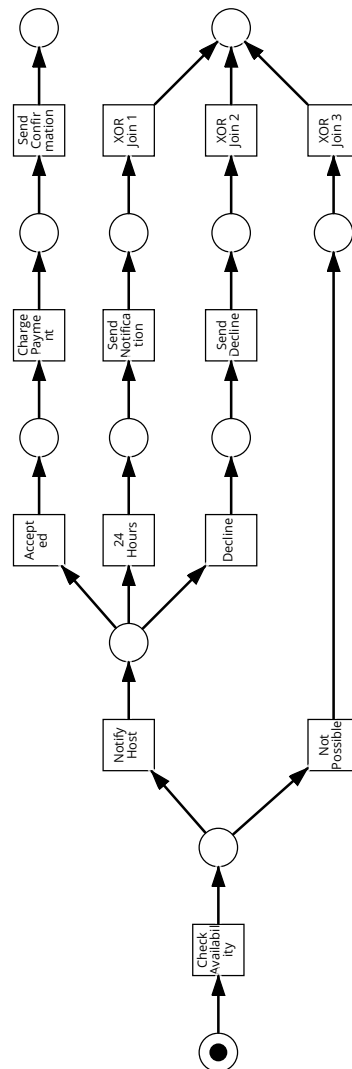 Send
Confir
mation
XOR
Join 1
XOR
Join 2
XOR
Join 3
Charge
Payme
nt
Send
Notifica
tion
Send
Decline
Accept
ed
24
Hours
Decline
Notify
Host
Not
Possible
Check
Availabil
ity